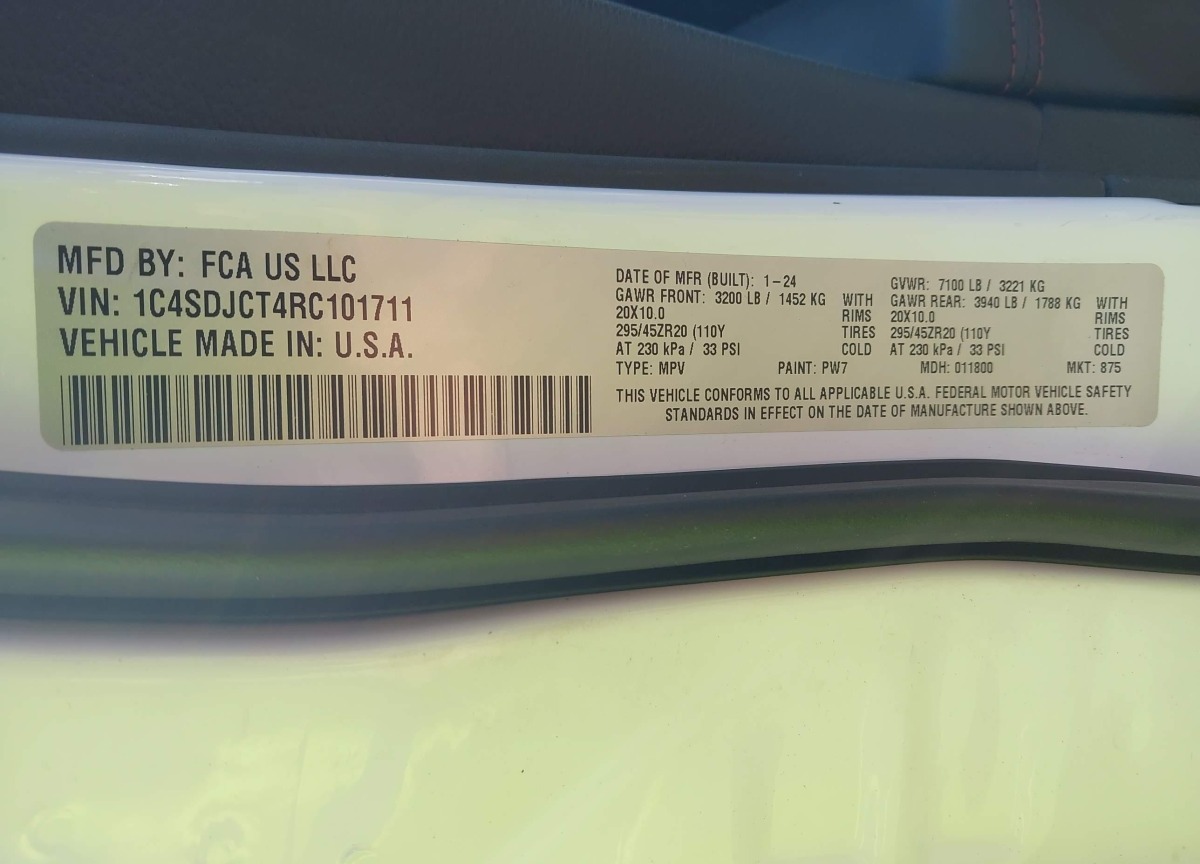 MFD BY: FCA US LLC
VIN: 1C4SDJCT4RC101711
VEHICLE MADE IN: U.S.A.
DATE OF MFR (BUILT): 1-24 GVWR: 7100 LB / 3221 KG
GAWR FRONT: 3200 LB / 1452 KG WITH GAWR REAR: 3940 LB / 1788 KG WITH
20X10.0 RIMS 20X10.0 RIMS
295/45ZR20 (110Y TIRES 295/45ZR20 (110Y TIRES
AT 230 kPa / 33 PSI COLD AT 230 kPa / 33 PSI COLD
TYPE: MPV PAINT: PW7 MDH: 011800 MKT: 875
THIS VEHICLE CONFORMS TO ALL APPLICABLE U.S.A. FEDERAL MOTOR VEHICLE SAFETY
STANDARDS IN EFFECT ON THE DATE OF MANUFACTURE SHOWN ABOVE.